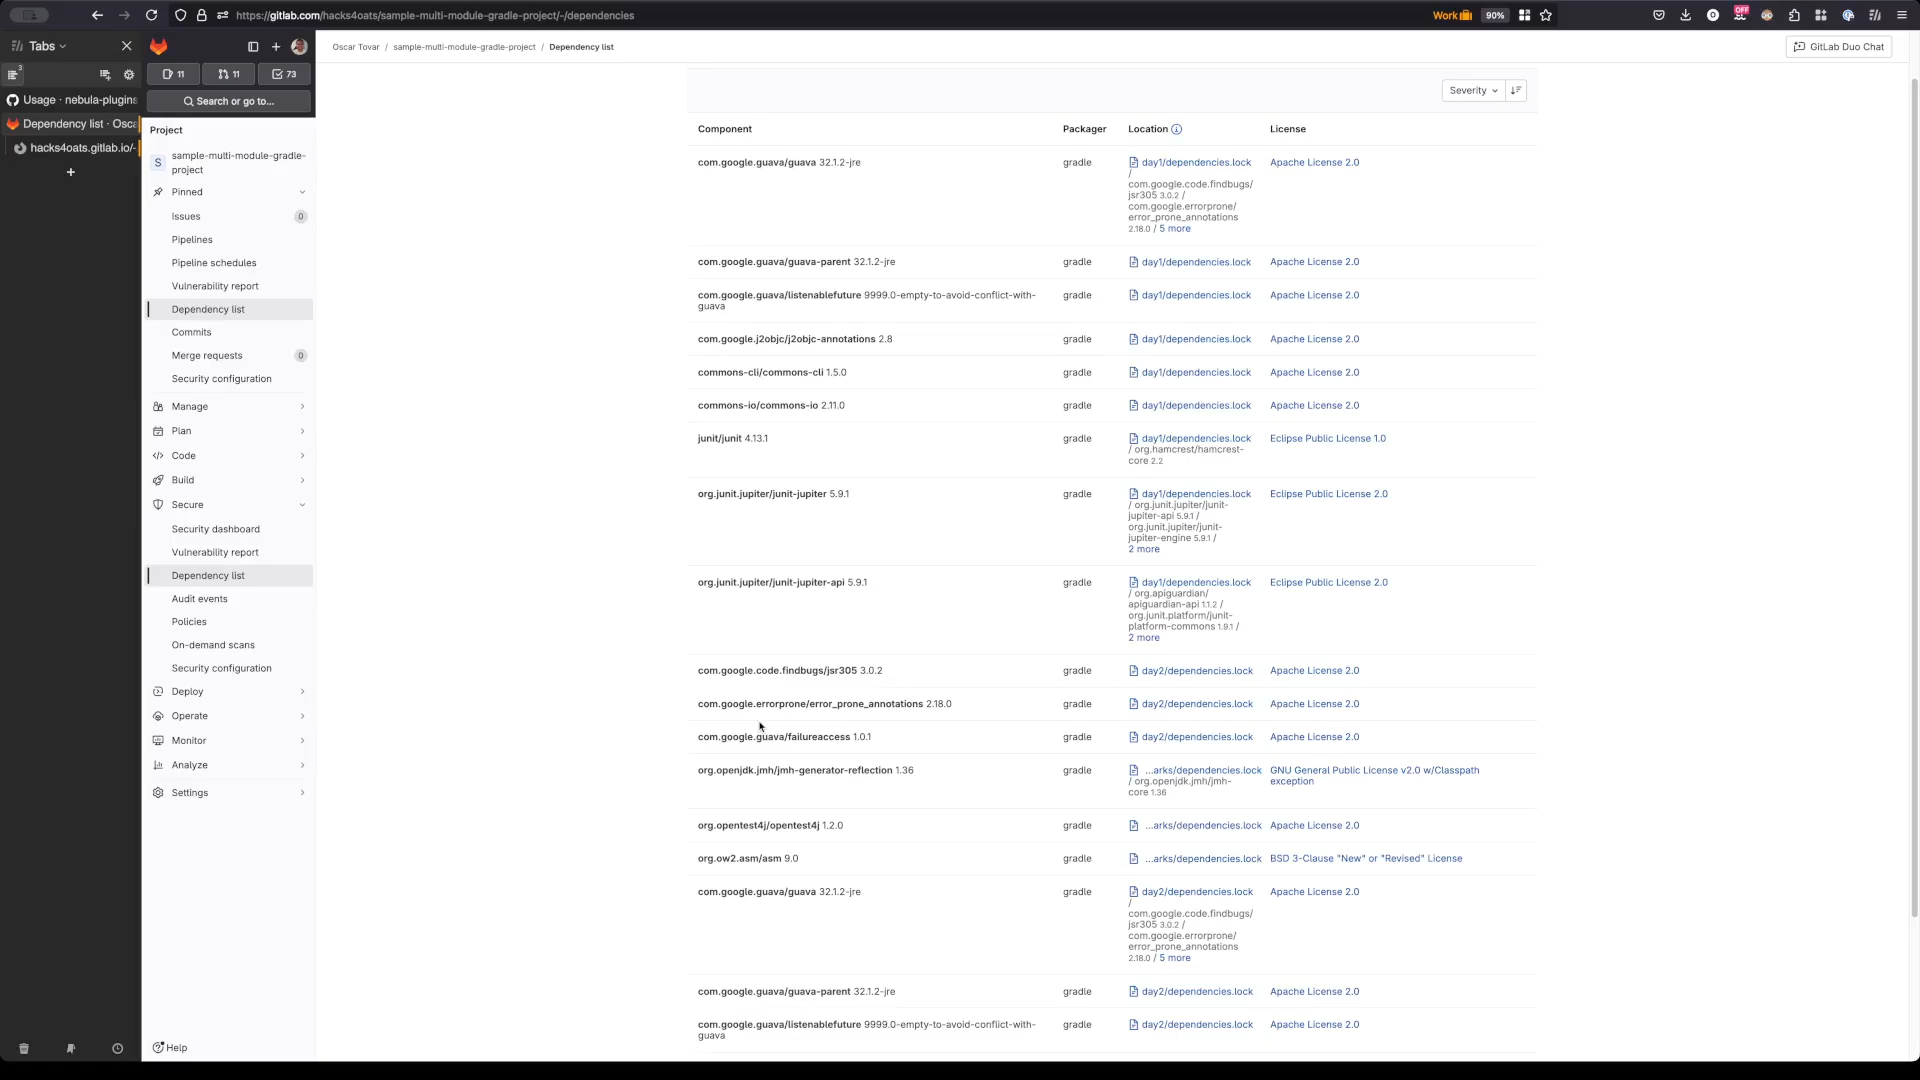 https://gitlab.com/hacks4oats/sample-multi-module-gradle-project/-/dependencies
Work
90%
OFF
Tabs
Oscar Tovar / sample-multi-module-gradle-project / Dependency list
GitLab Duo Chat
3
11
11
73
Usage · nebula-plugins
Search or go to...
Dependency list · Osca
hacks4oats.gitlab.io/-
Project
S
sample-multi-module-gradle-
project
Pinned
Issues 0
Pipelines
Pipeline schedules
Vulnerability report
Dependency list
Commits
Merge requests 0
Security configuration
Manage
Plan
Code
Build
Secure
Security dashboard
Vulnerability report
Dependency list
Audit events
Policies
On-demand scans
Security configuration
Deploy
Operate
Monitor
Analyze
Settings
Help
Severity
Component Packager Location License
com.google.guava/guava 32.1.2-jre gradle day1/dependencies.lock Apache License 2.0
/
com.google.code.findbugs/
jsr305 3.0.2 /
com.google.errorprone/
error_prone_annotations
2.18.0 / 5 more
com.google.guava/guava-parent 32.1.2-jre gradle day1/dependencies.lock Apache License 2.0
com.google.guava/listenablefuture 9999.0-empty-to-avoid-conflict-with- gradle day1/dependencies.lock Apache License 2.0
guava
com.google.j2objc/j2objc-annotations 2.8 gradle day1/dependencies.lock Apache License 2.0
commons-cli/commons-cli 1.5.0 gradle day1/dependencies.lock Apache License 2.0
commons-io/commons-io 2.11.0 gradle day1/dependencies.lock Apache License 2.0
junit/junit 4.13.1 gradle day1/dependencies.lock Eclipse Public License 1.0
/ org.hamcrest/hamcrest-
core 2.2
org.junit.jupiter/junit-jupiter 5.9.1 gradle day1/dependencies.lock Eclipse Public License 2.0
/ org.junit.jupiter/junit-
jupiter-api 5.9.1 /
org.junit.jupiter/junit-
jupiter-engine 5.9.1 /
2 more
org.junit.jupiter/junit-jupiter-api 5.9.1 gradle day1/dependencies.lock Eclipse Public License 2.0
/ org.apiguardian/
apiguardian-api 1.1.2 /
org.junit.platform/junit-
platform-commons 1.9.1 /
2 more
com.google.code.findbugs/jsr305 3.0.2 gradle day2/dependencies.lock Apache License 2.0
com.google.errorprone/error_prone_annotations 2.18.0 gradle day2/dependencies.lock Apache License 2.0
com.google.guava/failureaccess 1.0.1 gradle day2/dependencies.lock Apache License 2.0
org.openjdk.jmh/jmh-generator-reflection 1.36 gradle ...arks/dependencies.lock GNU General Public License v2.0 w/Classpath
/ org.openjdk.jmh/jmh- exception
core 1.36
org.opentest4j/opentest4j 1.2.0 gradle ...arks/dependencies.lock Apache License 2.0
org.ow2.asm/asm 9.0 gradle ...arks/dependencies.lock BSD 3-Clause "New" or "Revised" License
com.google.guava/guava 32.1.2-jre gradle day2/dependencies.lock Apache License 2.0
/
com.google.code.findbugs/
jsr305 3.0.2 /
com.google.errorprone/
error_prone_annotations
2.18.0 / 5 more
com.google.guava/guava-parent 32.1.2-jre gradle day2/dependencies.lock Apache License 2.0
com.google.guava/listenablefuture 9999.0-empty-to-avoid-conflict-with- gradle day2/dependencies.lock Apache License 2.0
guava